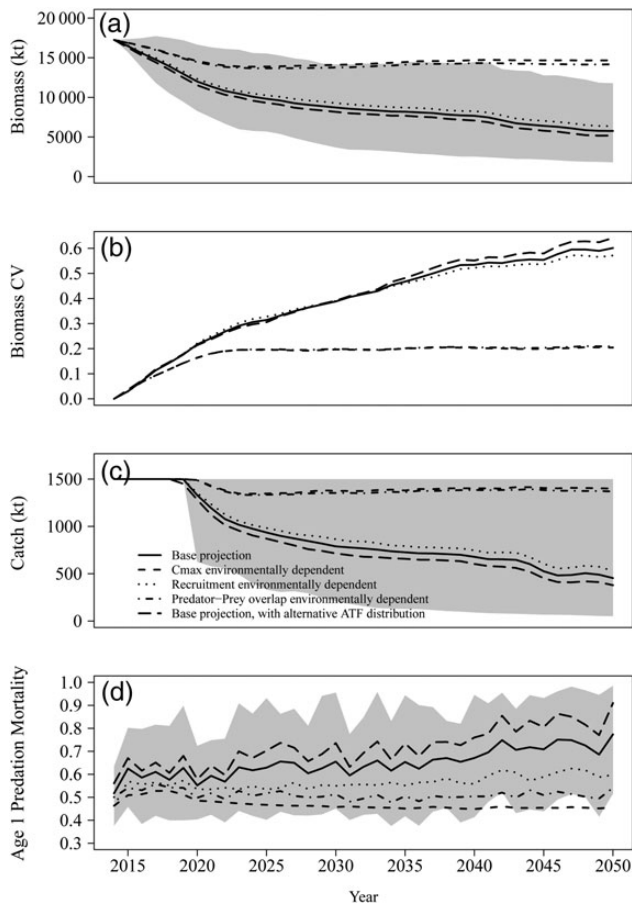 (a)
Biomass (kt)
20 000
15 000
10 000
5000
0
(b)
Biomass CV
0.6
0.5
0.4
0.3
0.2
0.1
0.0
(c)
Catch (kt)
1500
1000
500
0
Base projection
Cmax environmentally dependent
Recruitment environmentally dependent
Predator−Prey overlap environmentally dependent
Base projection, with alternative ATF distribution
(d)
Age 1 Predation Mortality
1.0
0.9
0.8
0.7
0.6
0.5
0.4
0.3
2015 2020 2025 2030 2035 2040 2045 2050
Year